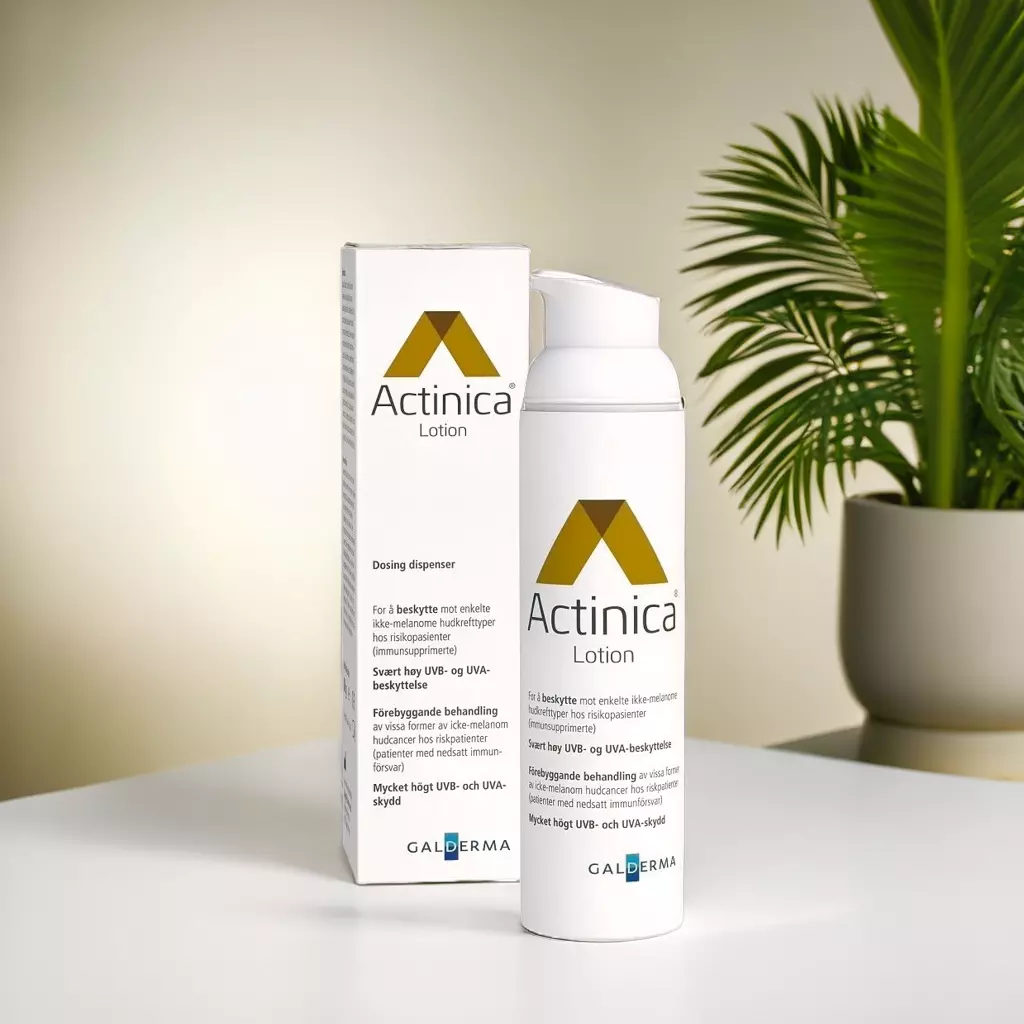 Actinica®
Lotion
Dosing dispenser
For å beskytte mot enkelte
ikke-melanome hudkrefttyper
hos risikopasienter
(immunsupprimerte)
Svært høy UVB- og UVA-
beskyttelse
Förebyggande behandling
av vissa former av icke-melanom
hudcancer hos riskpatienter
(patienter med nedsatt immun-
försvar)
Mycket högt UVB- och UVA-
skydd
GALDERMA
Actinica®
Lotion
For å beskytte mot enkelte ikke-melanome
hudkrefttyper hos risikopasienter
(immunsupprimerte)
Svært høy UVB- og UVA-beskyttelse
Förebyggande behandling av vissa former
av icke-melanom hudcancer hos riskpatienter
(patienter med nedsatt immunförsvar)
Mycket högt UVB- och UVA-skydd
GALDERMA